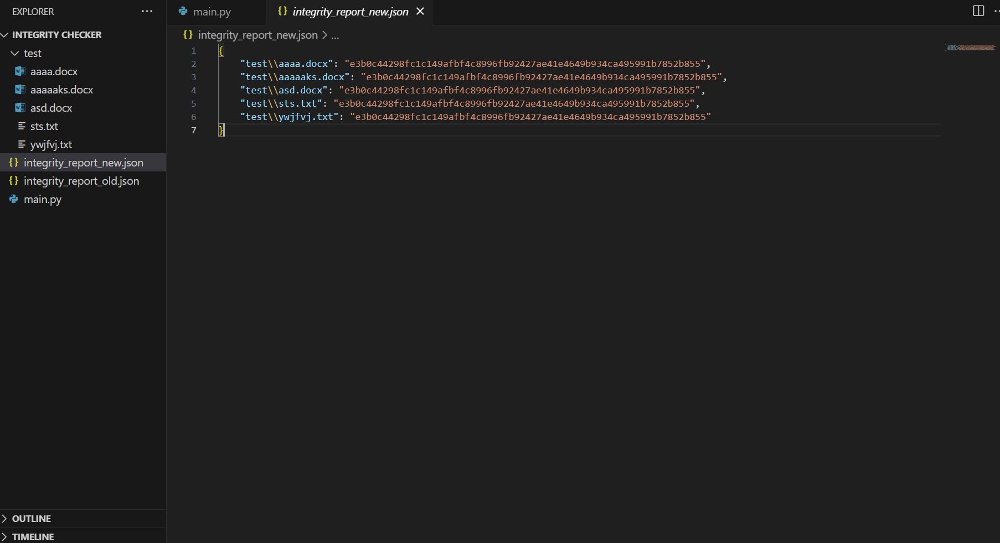 EXPLORER
INTEGRITY CHECKER
test
aaaa.docx
aaaaaks.docx
asd.docx
sts.txt
ywjfvj.txt
integrity_report_new.json
integrity_report_old.json
main.py
OUTLINE
TIMELINE
main.py
integrity_report_new.json
integrity_report_new.json > ...
1 {
2 "test\\aaaa.docx": "e3b0c44298fc1c149afbf4c8996fb92427ae41e4649b934ca495991b7852b855",
3 "test\\aaaaaks.docx": "e3b0c44298fc1c149afbf4c8996fb92427ae41e4649b934ca495991b7852b855",
4 "test\\asd.docx": "e3b0c44298fc1c149afbf4c8996fb92427ae41e4649b934ca495991b7852b855",
5 "test\\sts.txt": "e3b0c44298fc1c149afbf4c8996fb92427ae41e4649b934ca495991b7852b855",
6 "test\\ywjfvj.txt": "e3b0c44298fc1c149afbf4c8996fb92427ae41e4649b934ca495991b7852b855"
7 }